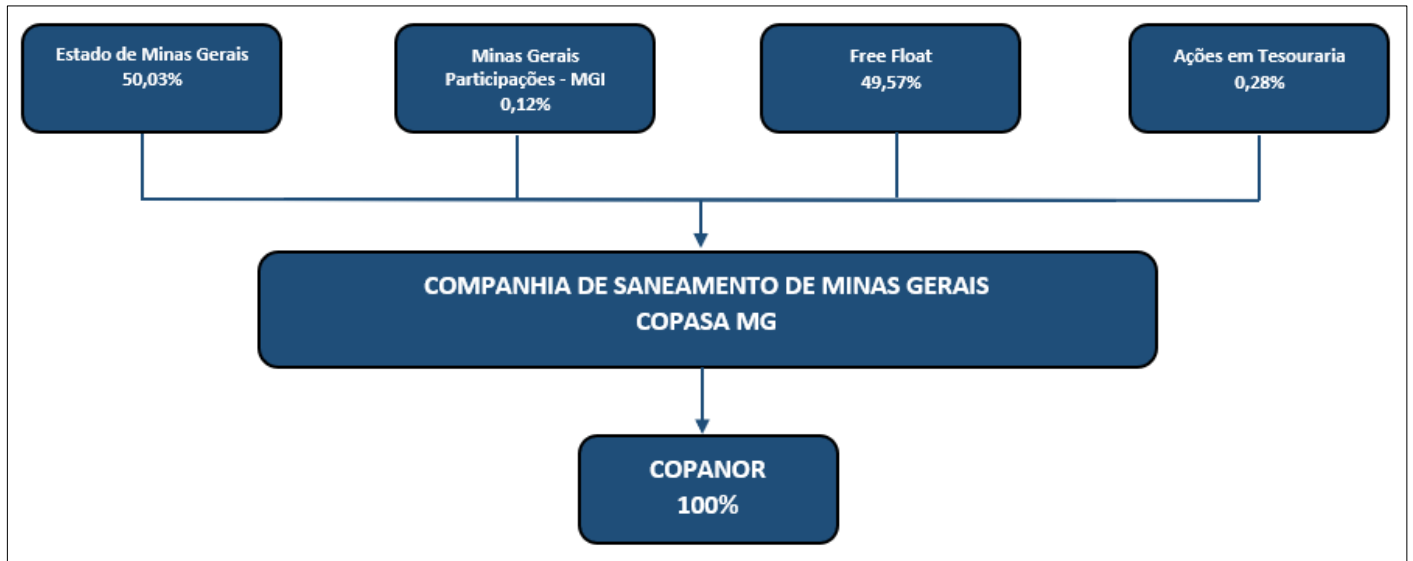 Estado de Minas Gerais
50,03%
Minas Gerais
Participações - MGI
0,12%
Free Float
49,57%
Ações em Tesouraria
0,28%
COMPANHIA DE SANEAMENTO DE MINAS GERAIS
COPASA MG
COPANOR
100%